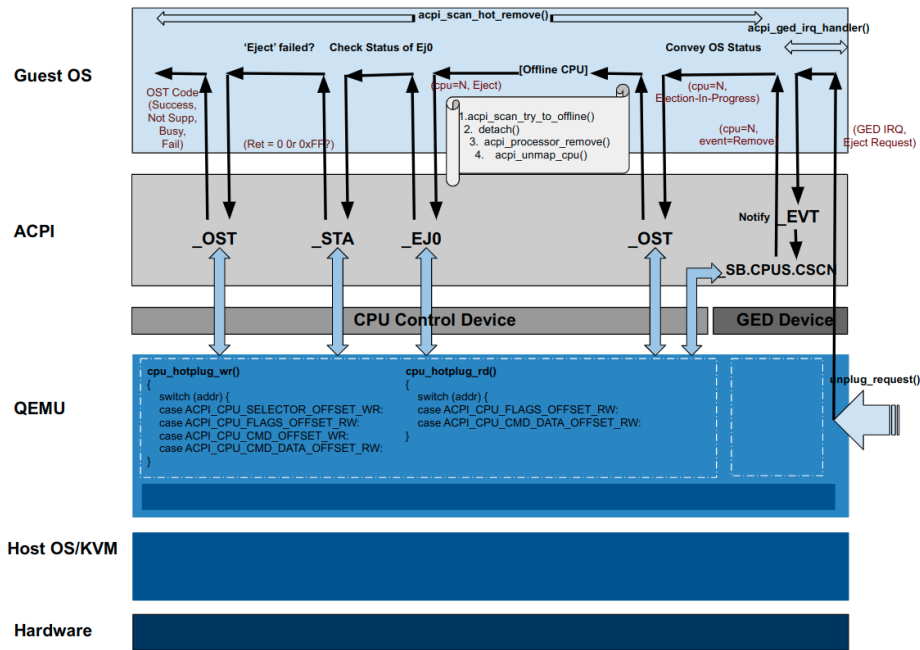 acpi_scan_hot_remove()
acpi_ged_irq_handler()
'Eject' failed?
Check Status of Ej0
Convey OS Status
Guest OS
[Offline CPU]
OST Code
(Success,
Not Supp,
Busy,
Fail)
(Ret = 0 0r 0xFF?)
(cpu=N, Eject)
1.acpi_scan_try_to_offline()
2. detach()
3. acpi_processor_remove()
4. acpi_unmap_cpu()
(cpu=N,
Ejection-In-Progress)
(cpu=N,
event=Remove)
(GED IRQ,
Eject Request)
ACPI
Notify
_EVT
_OST
_STA
_EJ0
_OST
_SB.CPUS.CSCN
CPU Control Device
GED Device
QEMU
cpu_hotplug_wr()
{
switch (addr) {
case ACPI_CPU_SELECTOR_OFFSET_WR:
case ACPI_CPU_FLAGS_OFFSET_RW:
case ACPI_CPU_CMD_OFFSET_WR:
case ACPI_CPU_CMD_DATA_OFFSET_RW:
}
cpu_hotplug_rd()
{
switch (addr) {
case ACPI_CPU_FLAGS_OFFSET_RW:
case ACPI_CPU_CMD_DATA_OFFSET_RW:
}
unplug_request()
Host OS/KVM
Hardware